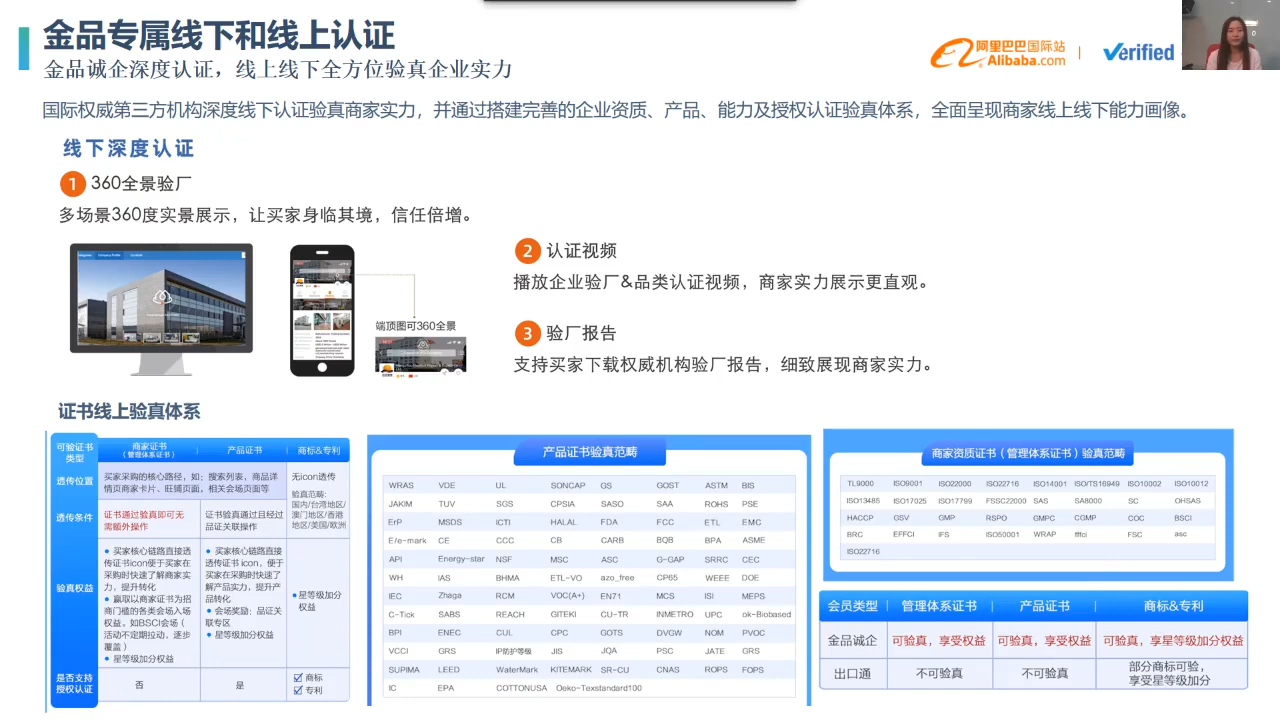 金品专属线下和线上认证
金品诚企深度认证，线上线下全方位验真企业实力
阿里巴巴国际站
Alibaba.com
Verified
国际权威第三方机构深度线下认证验真商家实力，并通过搭建完善的企业资质、产品、能力及授权认证验真体系，全面呈现商家线上线下能力画像。
线下深度认证
1 360全景验厂
多场景360度实景展示，让买家身临其境，信任倍增。
端顶图可360全景
2 认证视频
播放企业验厂&品类认证视频，商家实力展示更直观。
3 验厂报告
支持买家下载权威机构验厂报告，细致展现商家实力。
证书线上验真体系
可验证书
类型
商家证书
（管理体系证书）
产品证书
商标&专利
透传位置
买家采购的核心路径，如：搜索列表，商品详
情页商家卡片、旺铺页面，相关会场页面等
无icon透传
验真范畴：
国内/台湾地区/
澳门地区/香港
地区/美国/欧洲
透传条件
证书通过验真即可无
需额外操作
证书验真通过且经过
品证关联操作
验真权益
● 买家核心链路直接透
传证书icon便于买家在
采购时快速了解商家实
力，提升转化
● 赢取以商家证书为招
商门槛的各类会场入场
权益。如BSCI会场（
活动不定期拉动，逐步
覆盖）
● 星等级加分权益
● 买家核心链路直接
透传证书 icon，便于
买家在采购时快速了
解产品实力，提升产
品转化
● 会场奖励：品证关
联专区
● 星等级加分权益
● 星等级加分
权益
是否支持
授权认证
否
是
商标
专利
产品证书验真范畴
WRAS VDE UL SONCAP GS GOST ASTM BIS
JAKIM TUV SGS CPSIA SASO SAA ROHS PSE
ErP MSDS ICTI HALAL FDA FCC ETL EMC
E/e-mark CE CCC CB CARB BQB BPA ASME
API Energy-star NSF MSC ASC G-GAP SRRC CEC
WH IAS BHMA ETL-VO azo_free CP65 WEEE DOE
IEC Zhaga RCM VOC(A+) EN71 MCS ISI MEPS
C-Tick SABS REACH GITEKI CU-TR INMETRO UPC ok-Biobased
BPI ENEC CUL CPC GOTS DVGW NOM PVOC
VCCI GRS IP防护等级 JIS JQA PSC JATE GRS
SUPIMA LEED WaterMark KITEMARK SR-CU CNAS ROPS FOPS
IC EPA COTTONUSA Oeko-Texstandard100
商家资质证书（管理体系证书）验真范畴
TL9000 ISO9001 ISO22000 ISO22716 ISO14001 ISO/TS16949 ISO10002 ISO10012
ISO13485 ISO17025 ISO17799 FSSC22000 SAS SA8000 SC OHSAS
HACCP GSV GMP RSPO GMPC CGMP COC BSCI
BRC EFFCI IFS ISO50001 WRAP FSC asc
ISO22716
会员类型 管理体系证书 产品证书 商标&专利
金品诚企 可验真，享受权益 可验真，享受权益 可验真，享星等级加分权益
出口通 不可验真 不可验真 部分商标可验，
享受星等级加分